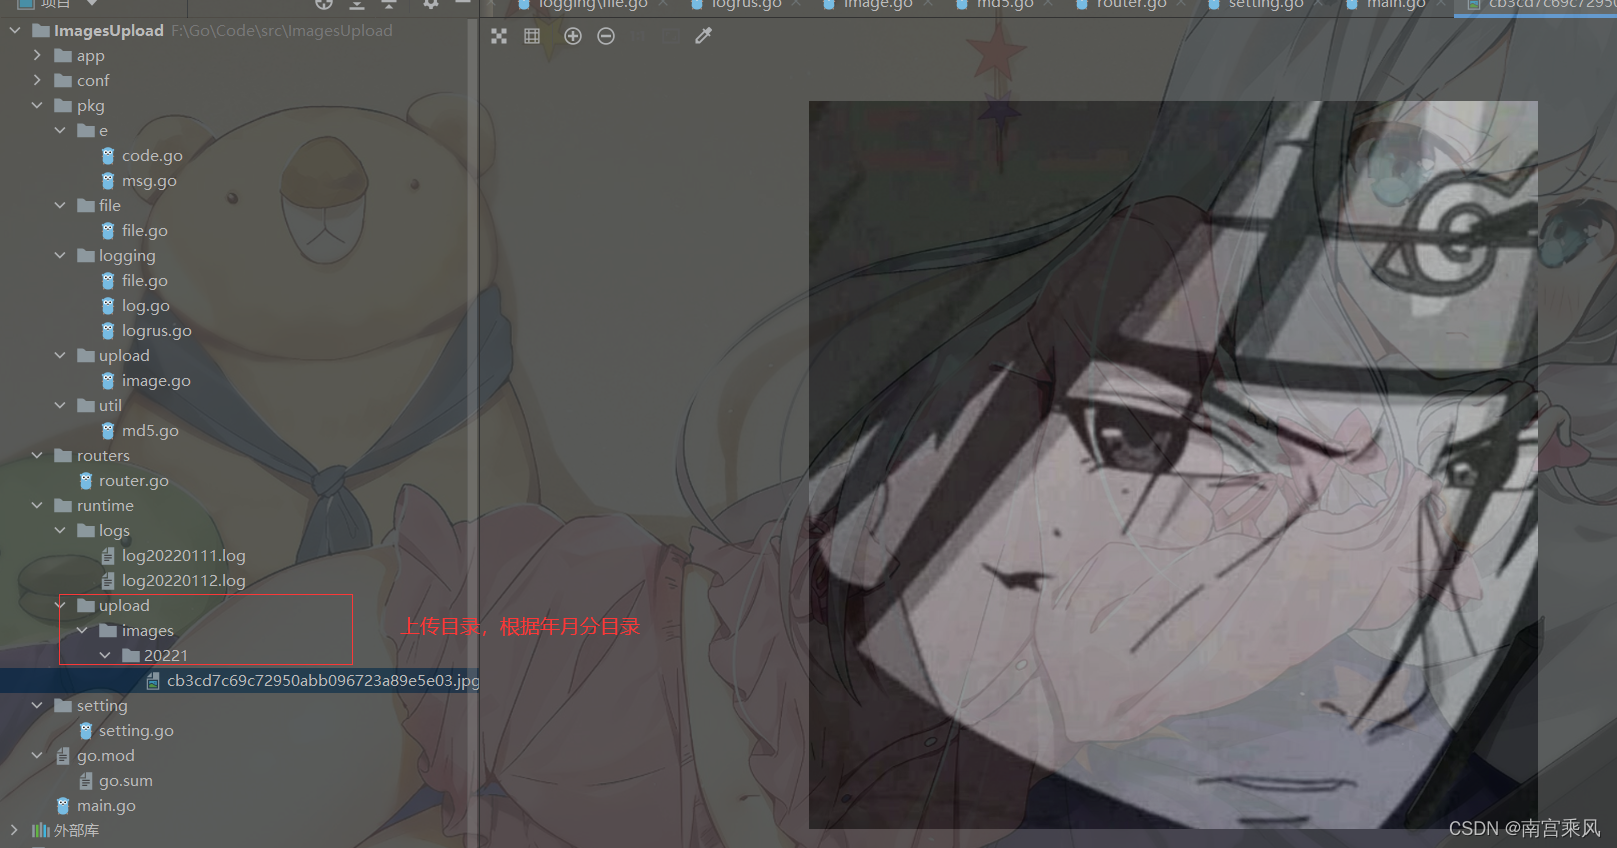 项目
logging\file.go
logrus.go
image.go
md5.go
router.go
setting.go
main.go
cb3cd7c69c72950
ImagesUpload F:\Go\Code\src\ImagesUpload
app
conf
pkg
e
code.go
msg.go
file
file.go
logging
file.go
log.go
logrus.go
upload
image.go
util
md5.go
routers
router.go
runtime
logs
log20220111.log
log20220112.log
upload
images
上传目录，根据年月分目录
20221
cb3cd7c69c72950abb096723a89e5e03.jpg
setting
setting.go
go.mod
go.sum
main.go
外部库
CSDN @南宫乘风